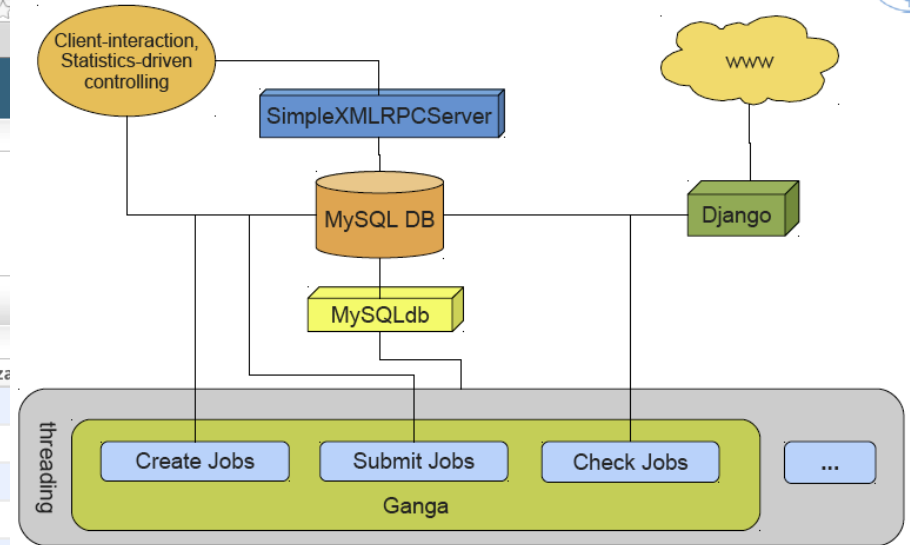 Client-interaction,
Statistics-driven
controlling
www
SimpleXMLRPCServer
MySQL DB
Django
MySQLdb
za
threading
Create Jobs
Submit Jobs
Check Jobs
...
Ganga